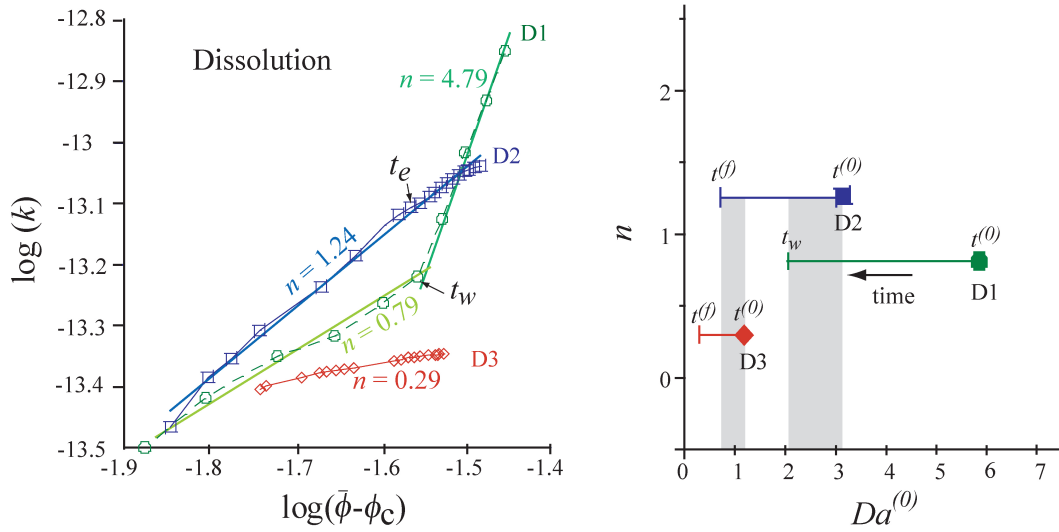 Dissolution
-12.8
-12.9
-13
-13.1
-13.2
-13.3
-13.4
-13.5
log (k)
D1
n = 4.79
D2
t_e
n = 1.24
t_w
n = 0.79
D3
n = 0.29
-1.9 -1.8 -1.7 -1.6 -1.5 -1.4
log(ϕ̄-ϕ_c)
2
1
0
n
t^(f) t^(0)
D2
t_w t^(0)
time
D1
t^(f) t^(0)
D3
0 1 2 3 4 5 6 7
Da^(0)